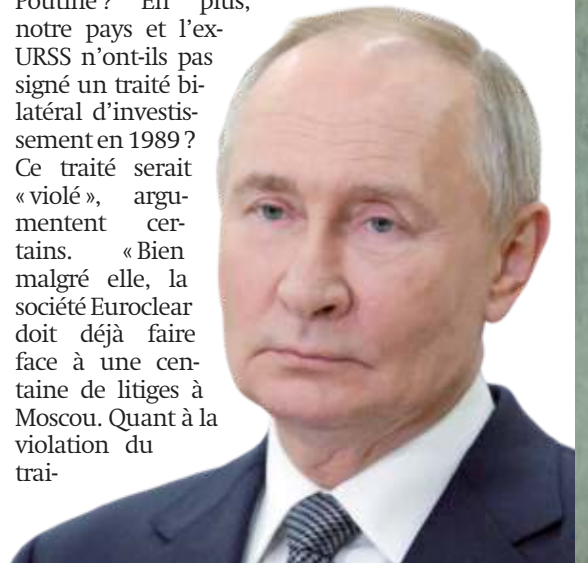 Poutine ? En plus,
notre pays et l’ex-
URSS n’ont-ils pas
signé un traité bi-
latéral d’investis-
sement en 1989 ?
Ce traité serait
« violé », argu-
mentent cer-
tains. « Bien
malgré elle, la
société Euroclear
doit déjà faire
face à une cen-
taine de litiges à
Moscou. Quant à la
violation du
trai-